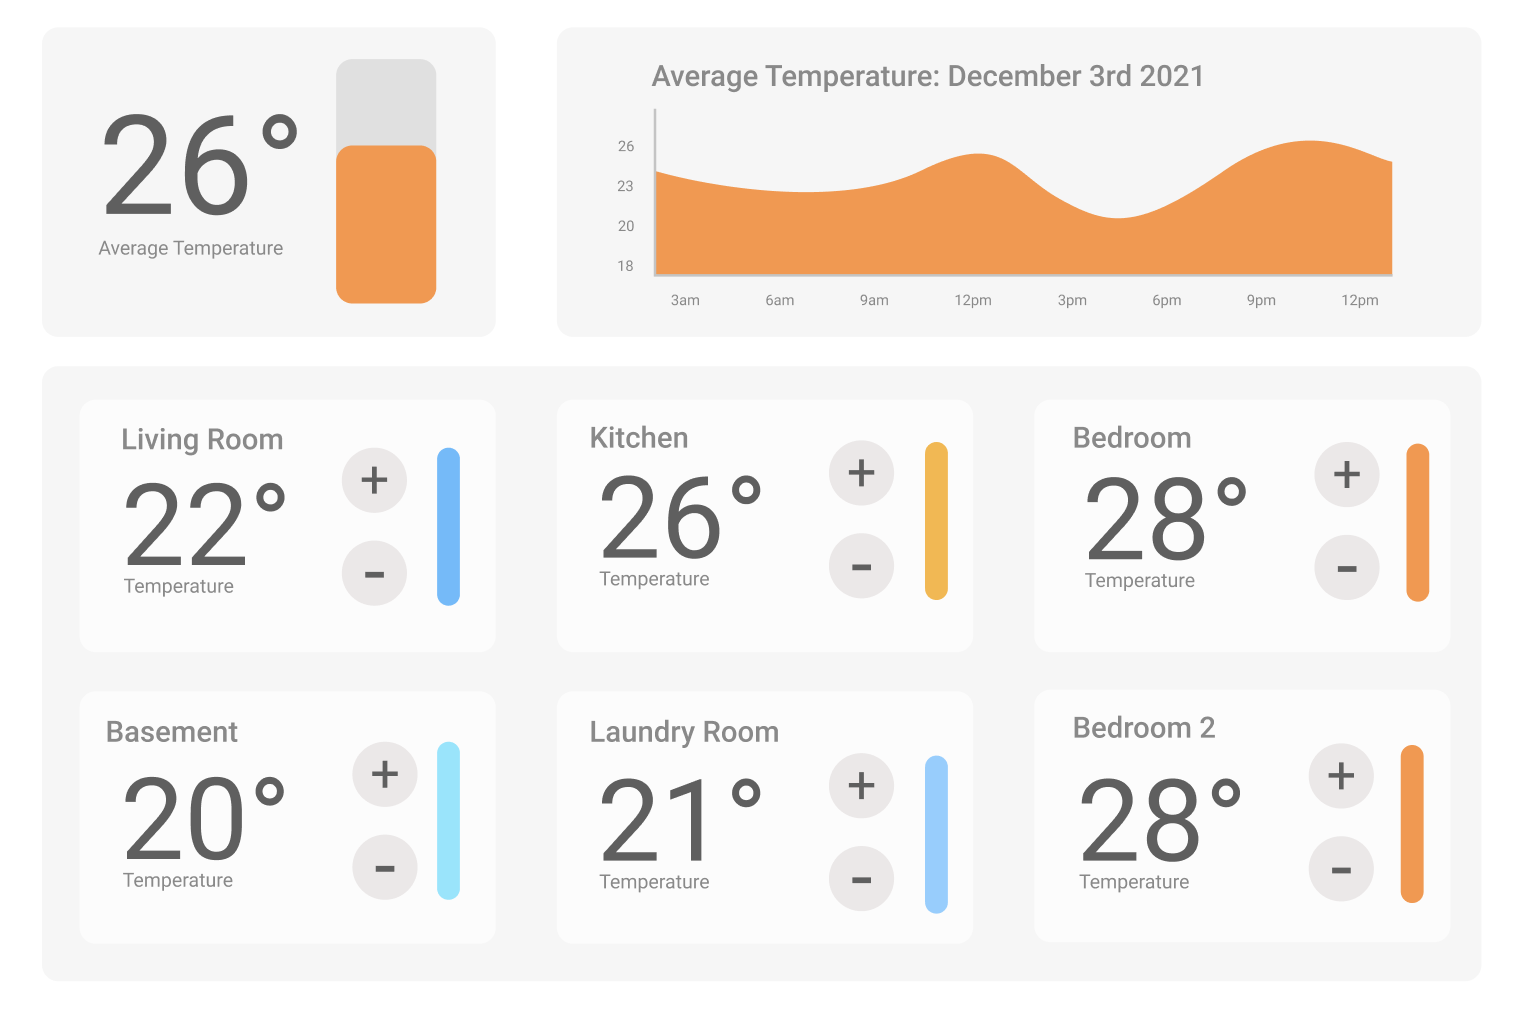 26°
Average Temperature
Average Temperature: December 3rd 2021
26
23
20
18
3am 6am 9am 12pm 3pm 6pm 9pm 12pm
Living Room
22°
Temperature
+
-
Kitchen
26°
Temperature
+
-
Bedroom
28°
Temperature
+
-
Basement
20°
Temperature
+
-
Laundry Room
21°
Temperature
+
-
Bedroom 2
28°
Temperature
+
-